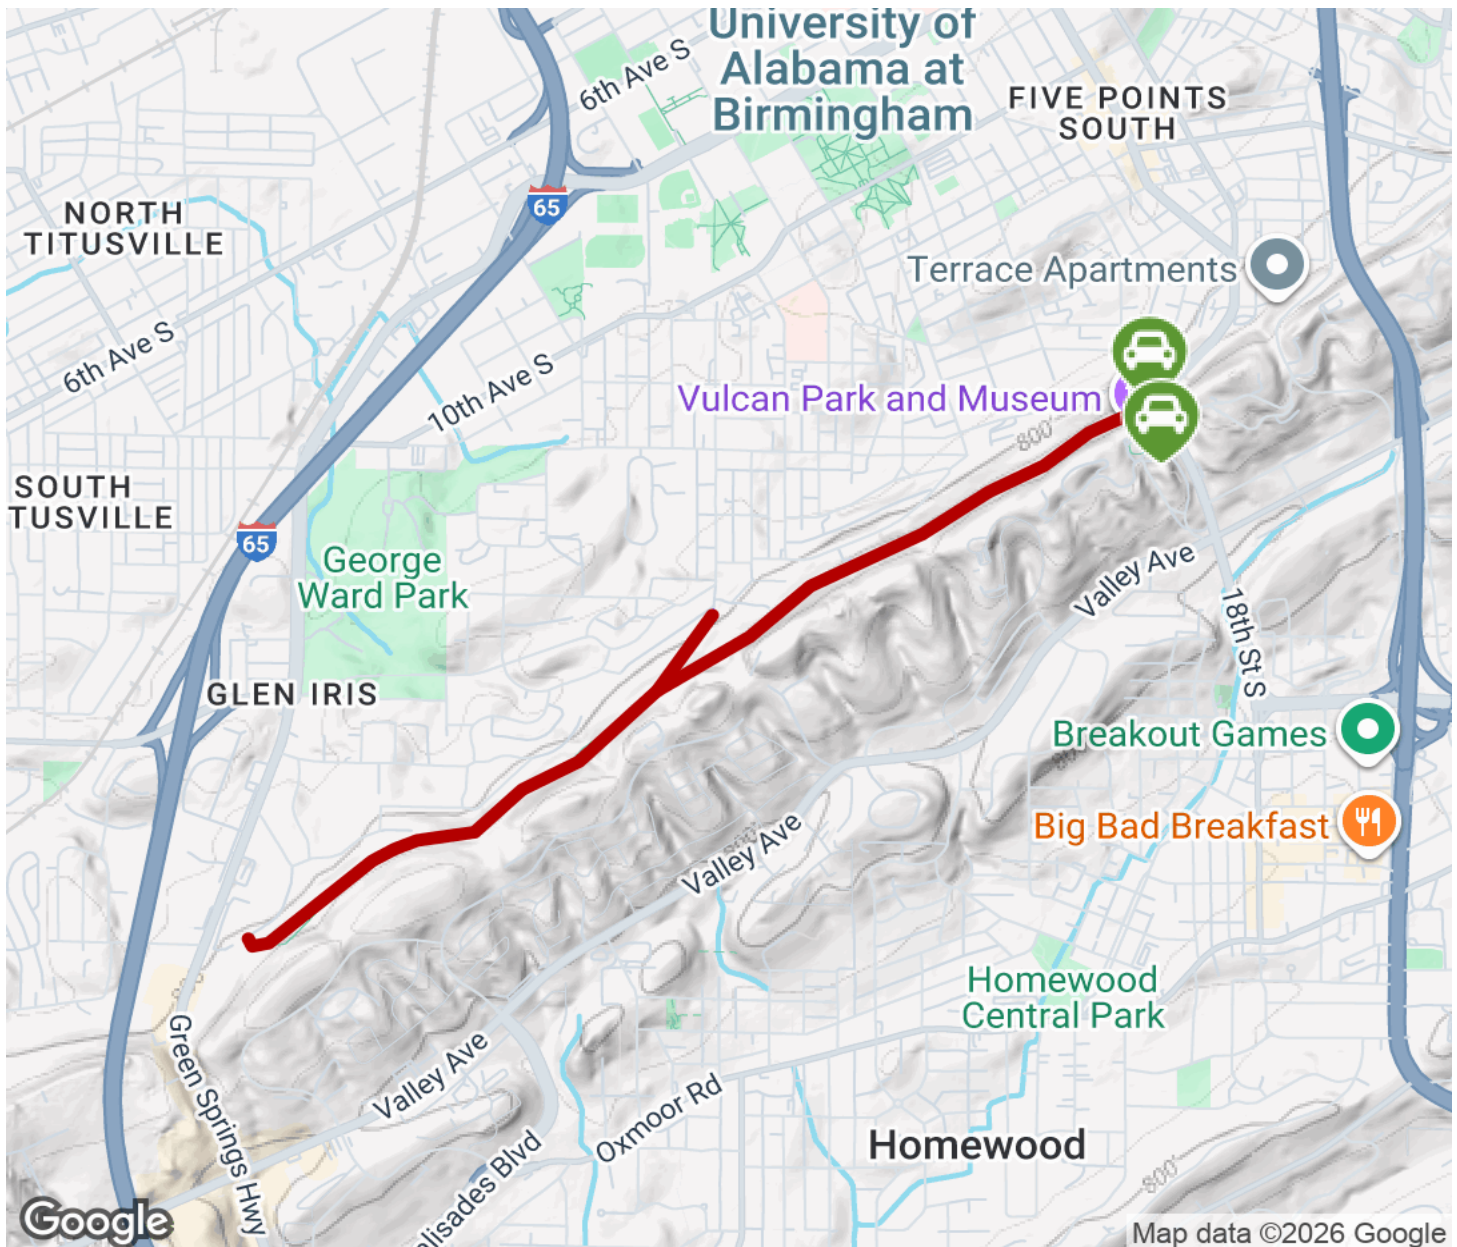 University of
Alabama at
Birmingham
6th Ave S
FIVE POINTS
SOUTH
65
NORTH
TITUSVILLE
Terrace Apartments
6th Ave S
10th Ave S
Vulcan Park and Museum
800'
SOUTH
TUSVILLE
65
George
Ward Park
Valley Ave
18th St S
GLEN IRIS
Breakout Games
Big Bad Breakfast
Valley Ave
Homewood
Central Park
Green Springs Hwy
Valley Ave
Oxmoor Rd
Homewood
alisades Blvd
800'
Google
Map data ©2026 Google